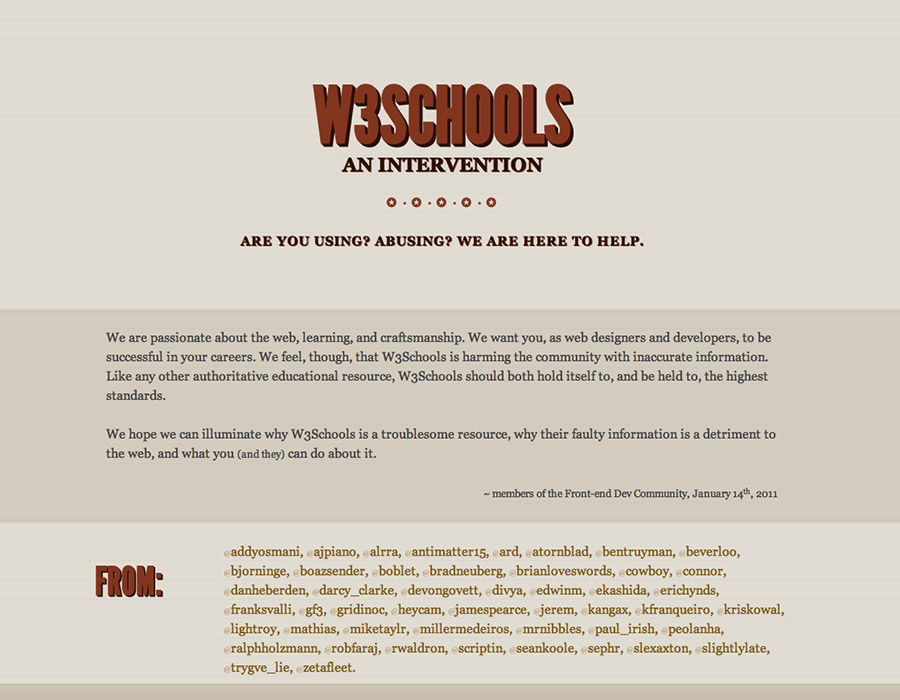 W3SCHOOLS
AN INTERVENTION
ARE YOU USING? ABUSING? WE ARE HERE TO HELP.
We are passionate about the web, learning, and craftsmanship. We want you, as web designers and developers, to be
successful in your careers. We feel, though, that W3Schools is harming the community with inaccurate information.
Like any other authoritative educational resource, W3Schools should both hold itself to, and be held to, the highest
standards.
We hope we can illuminate why W3Schools is a troublesome resource, why their faulty information is a detriment to
the web, and what you (and they) can do about it.
~ members of the Front-end Dev Community, January 14th, 2011
FROM:
@addyosmani, @ajpiano, @alrra, @antimatter15, @ard, @atornblad, @bentruyman, @beverloo,
@bjorninge, @boazsender, @boblet, @bradneuberg, @brianloveswords, @cowboy, @connor,
@danheberden, @darcy_clarke, @devongovett, @divya, @edwinm, @ekashida, @erichynds,
@franksvalli, @gf3, @gridinoc, @heycam, @jamespearce, @jerem, @kangax, @kfranqueiro, @kriskowal,
@lightroy, @mathias, @miketaylr, @millermedeiros, @mrnibbles, @paul_irish, @peolanha,
@ralphholzmann, @robfaraj, @rwaldron, @scriptin, @seankoole, @sephr, @slexaxton, @slightlylate,
@trygve_lie, @zetafleet.